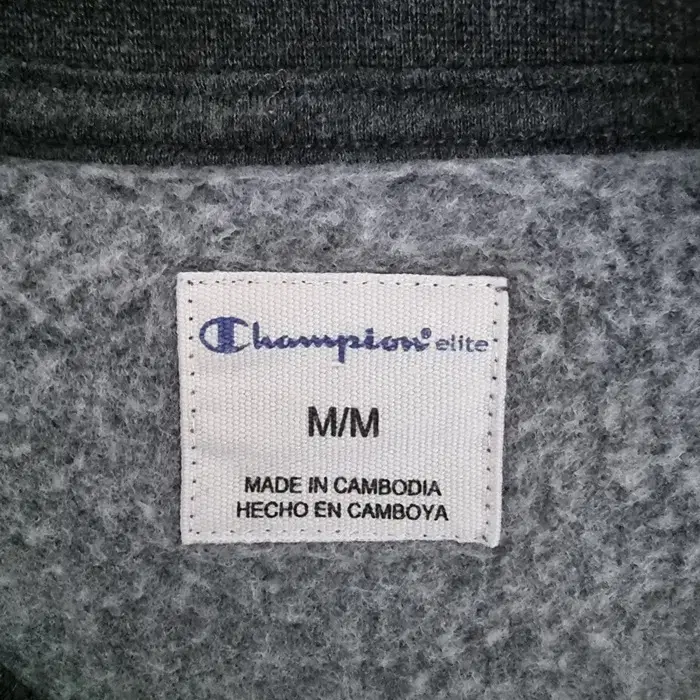 Champion® elite
M/M
MADE IN CAMBODIA
HECHO EN CAMBOYA